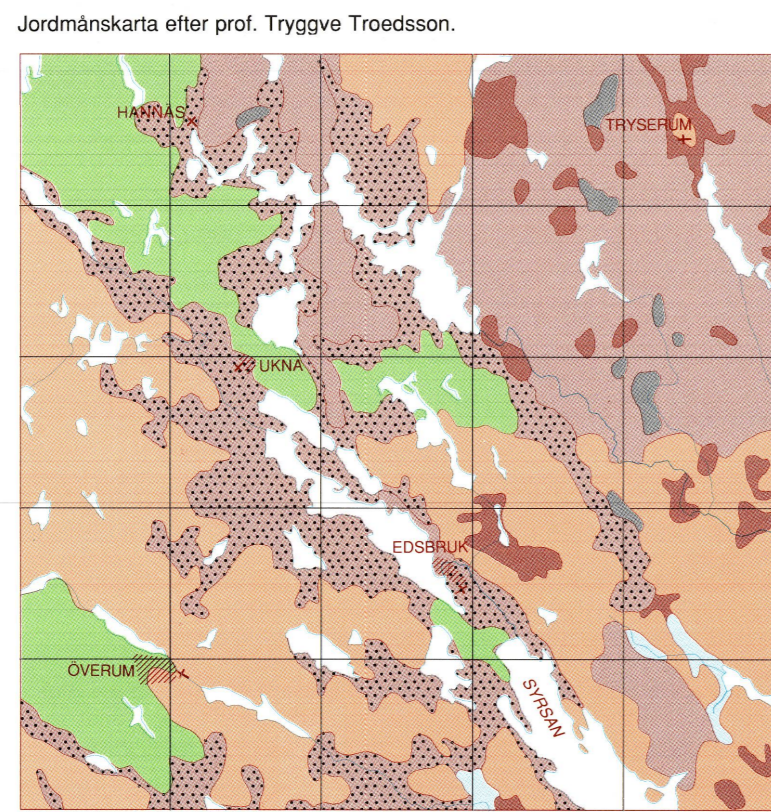 Jordmånskarta efter prof. Tryggve Troedsson.
HANNÄS
TRYSERUM
UKNA
EDSBRUK
ÖVERUM
SYRSAN